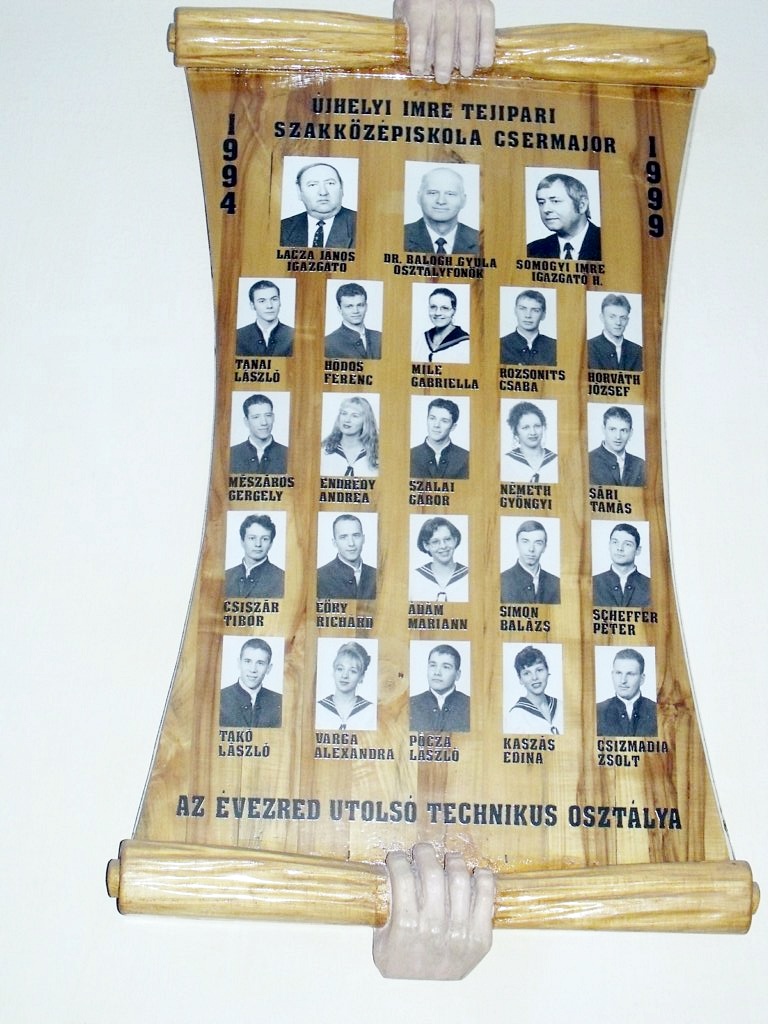 ÚJHELYI IMRE TEJIPARI
SZAKKÖZÉPISKOLA CSERMAJOR
1994
1999
LACZA JÁNOS
IGAZGATÓ
DR. BALOGH GYULA
OSZTÁLYFŐNÖK
SOMOGYI IMRE
IGAZGATÓ H.
TANAI
LÁSZLÓ
HÓDOS
FERENC
MILE
GABRIELLA
ROZSONITS
CSABA
HORVÁTH
JÓZSEF
MÉSZÁROS
GERGELY
ENDRÉDY
ANDREA
SZALAI
GÁBOR
NÉMETH
GYÖNGYI
SÁRI
TAMÁS
CSISZÁR
TIBOR
EŐRY
RICHARD
ÁDÁM
MARIANN
SIMON
BALÁZS
SCHEFFER
PÉTER
TAKÓ
LÁSZLÓ
VARGA
ALEXANDRA
PÓCZA
LÁSZLÓ
KASZÁS
EDINA
CSIZMADIA
ZSOLT
AZ ÉVEZRED UTOLSÓ TECHNIKUS OSZTÁLYA